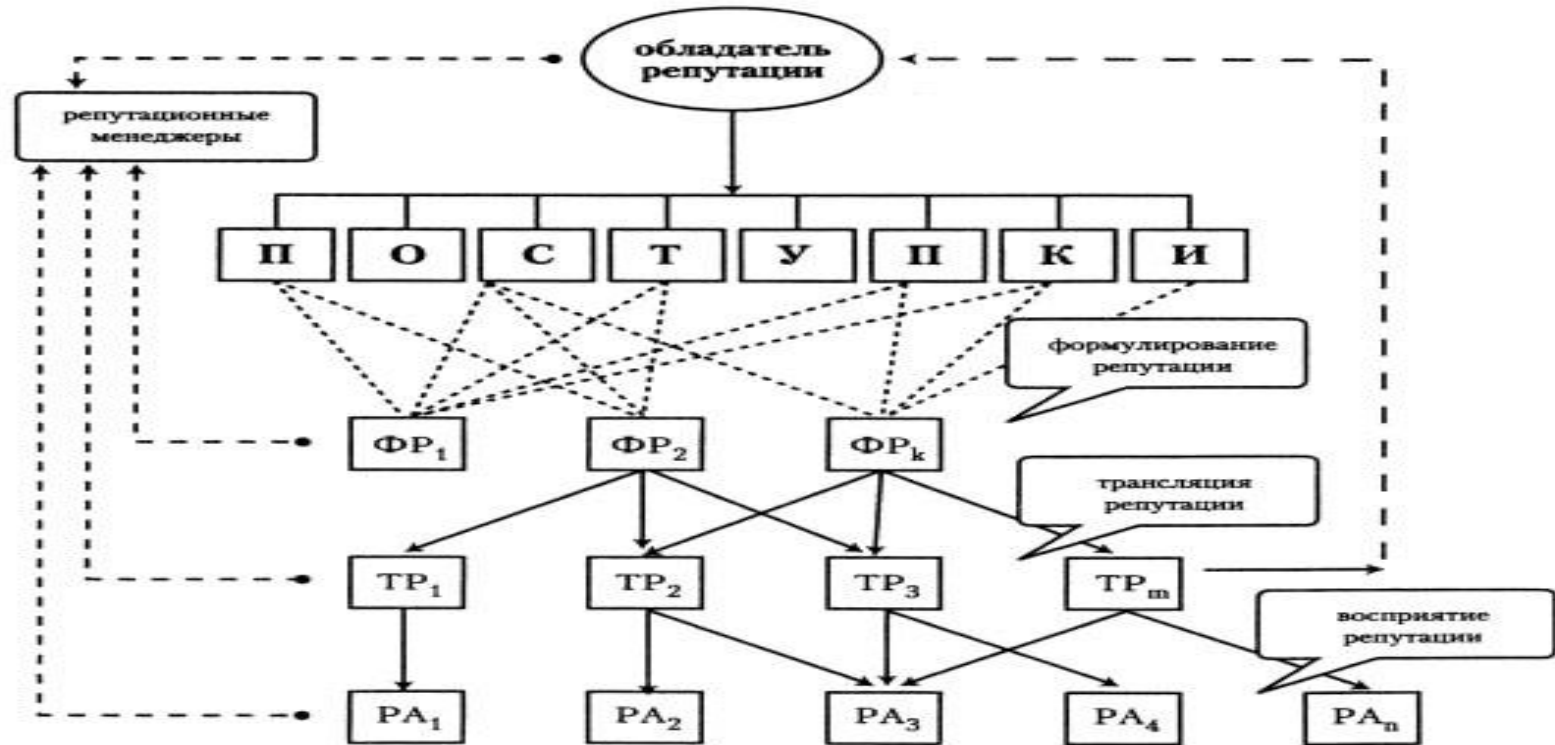 обладатель
репутации
репутационные
менеджеры
П О С Т У П К И
формулирование
репутации
ФР₁ ФР₂ ФРₖ
трансляция
репутации
ТР₁ ТР₂ ТР₃ ТРₘ
восприятие
репутации
РА₁ РА₂ РА₃ РА₄ РАₙ